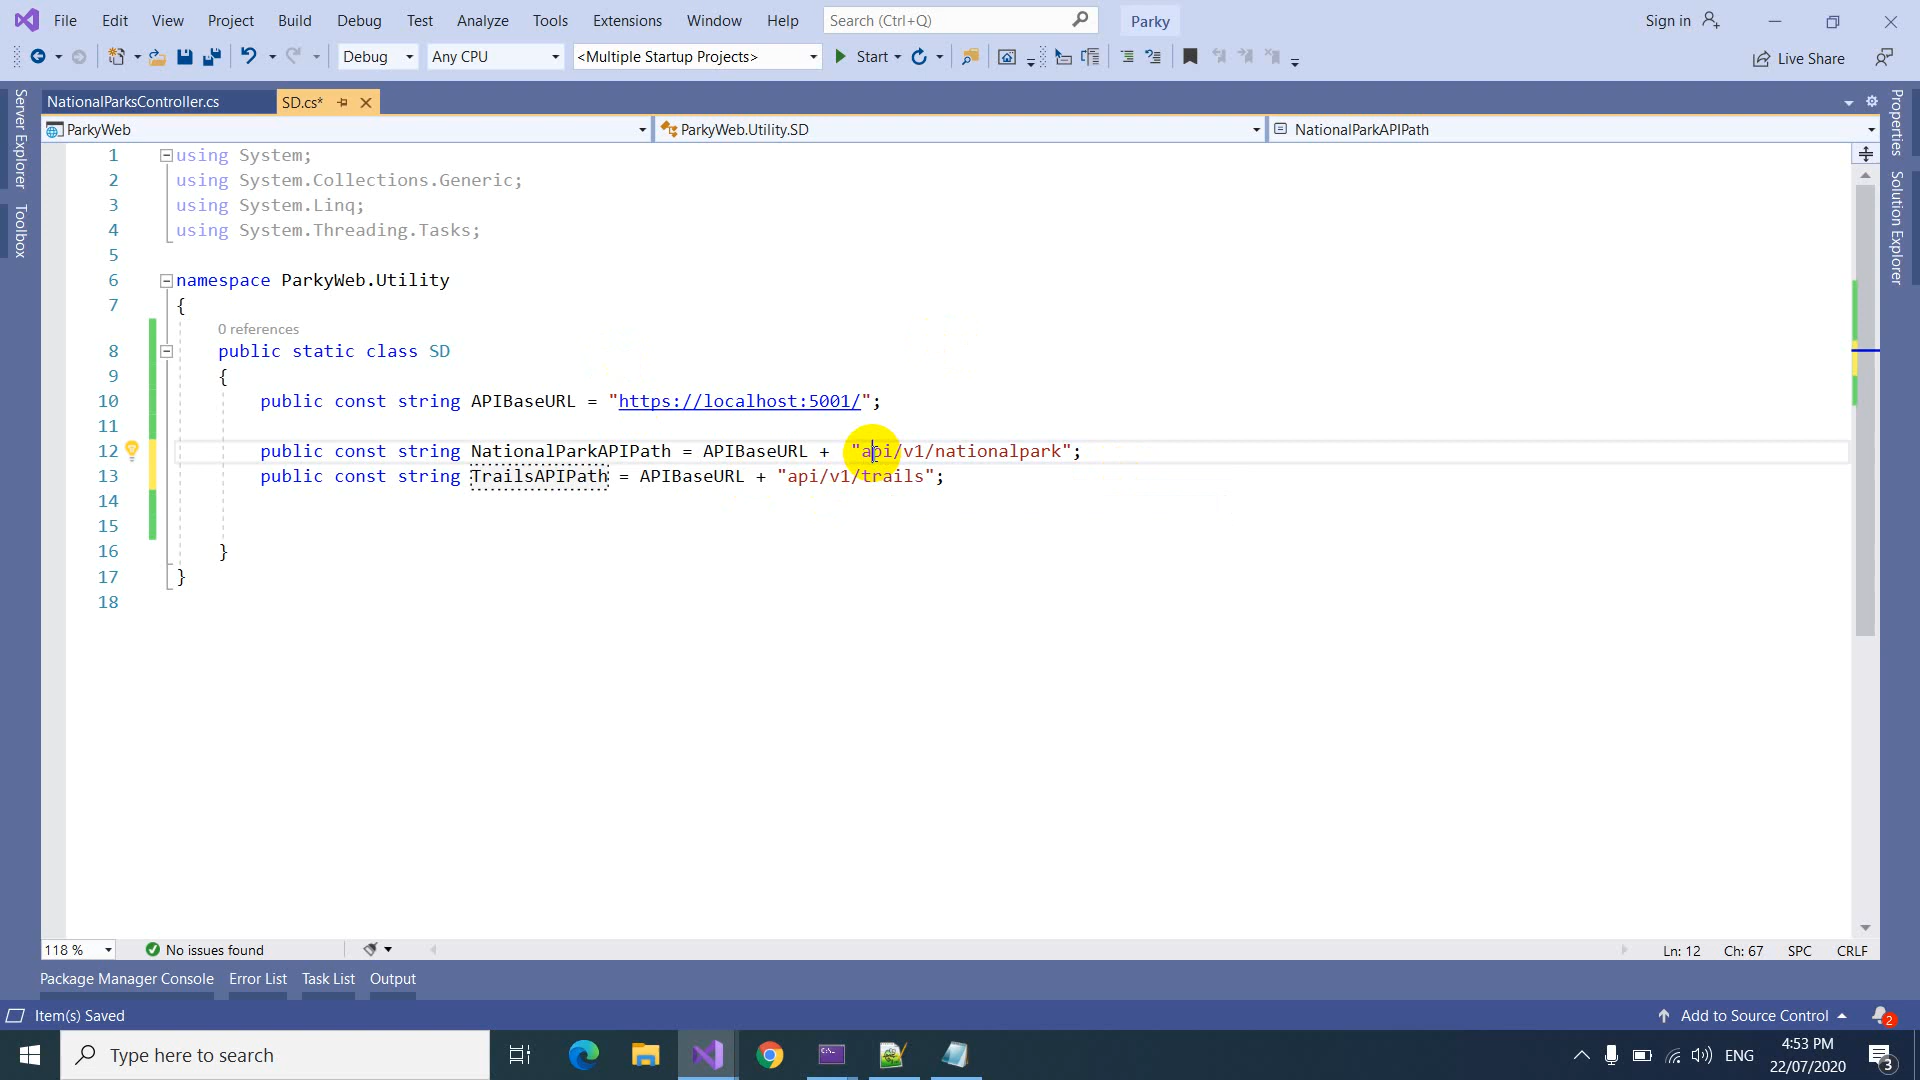 File Edit View Project Build Debug Test Analyze Tools Extensions Window Help Search (Ctrl+Q) Parky Sign in
Debug Any CPU <Multiple Startup Projects> Start Live Share
NationalParksController.cs SD.cs*
ParkyWeb ParkyWeb.Utility.SD NationalParkAPIPath
Server Explorer
Toolbox
Properties
Solution Explorer
1 using System;
2 using System.Collections.Generic;
3 using System.Linq;
4 using System.Threading.Tasks;
5
6 namespace ParkyWeb.Utility
7 {
0 references
8 public static class SD
9 {
10 public const string APIBaseURL = "https://localhost:5001/";
11
12 public const string NationalParkAPIPath = APIBaseURL +  "api/v1/nationalpark";
13 public const string TrailsAPIPath = APIBaseURL + "api/v1/trails";
14
15
16 }
17 }
18
118 % No issues found Ln: 12 Ch: 67 SPC CRLF
Package Manager Console Error List Task List Output
Item(s) Saved Add to Source Control 2
Type here to search ENG 4:53 PM
22/07/2020 3